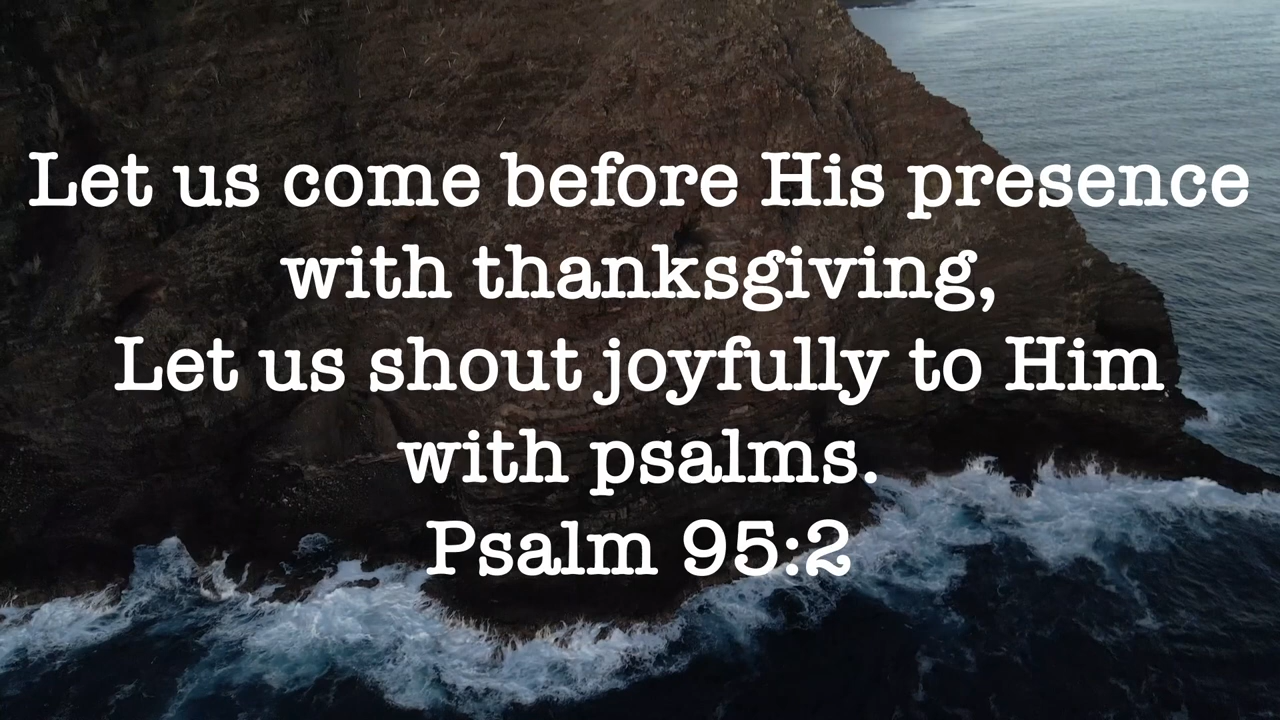 Let us come before His presence
with thanksgiving,
Let us shout joyfully to Him
with psalms.
Psalm 95:2